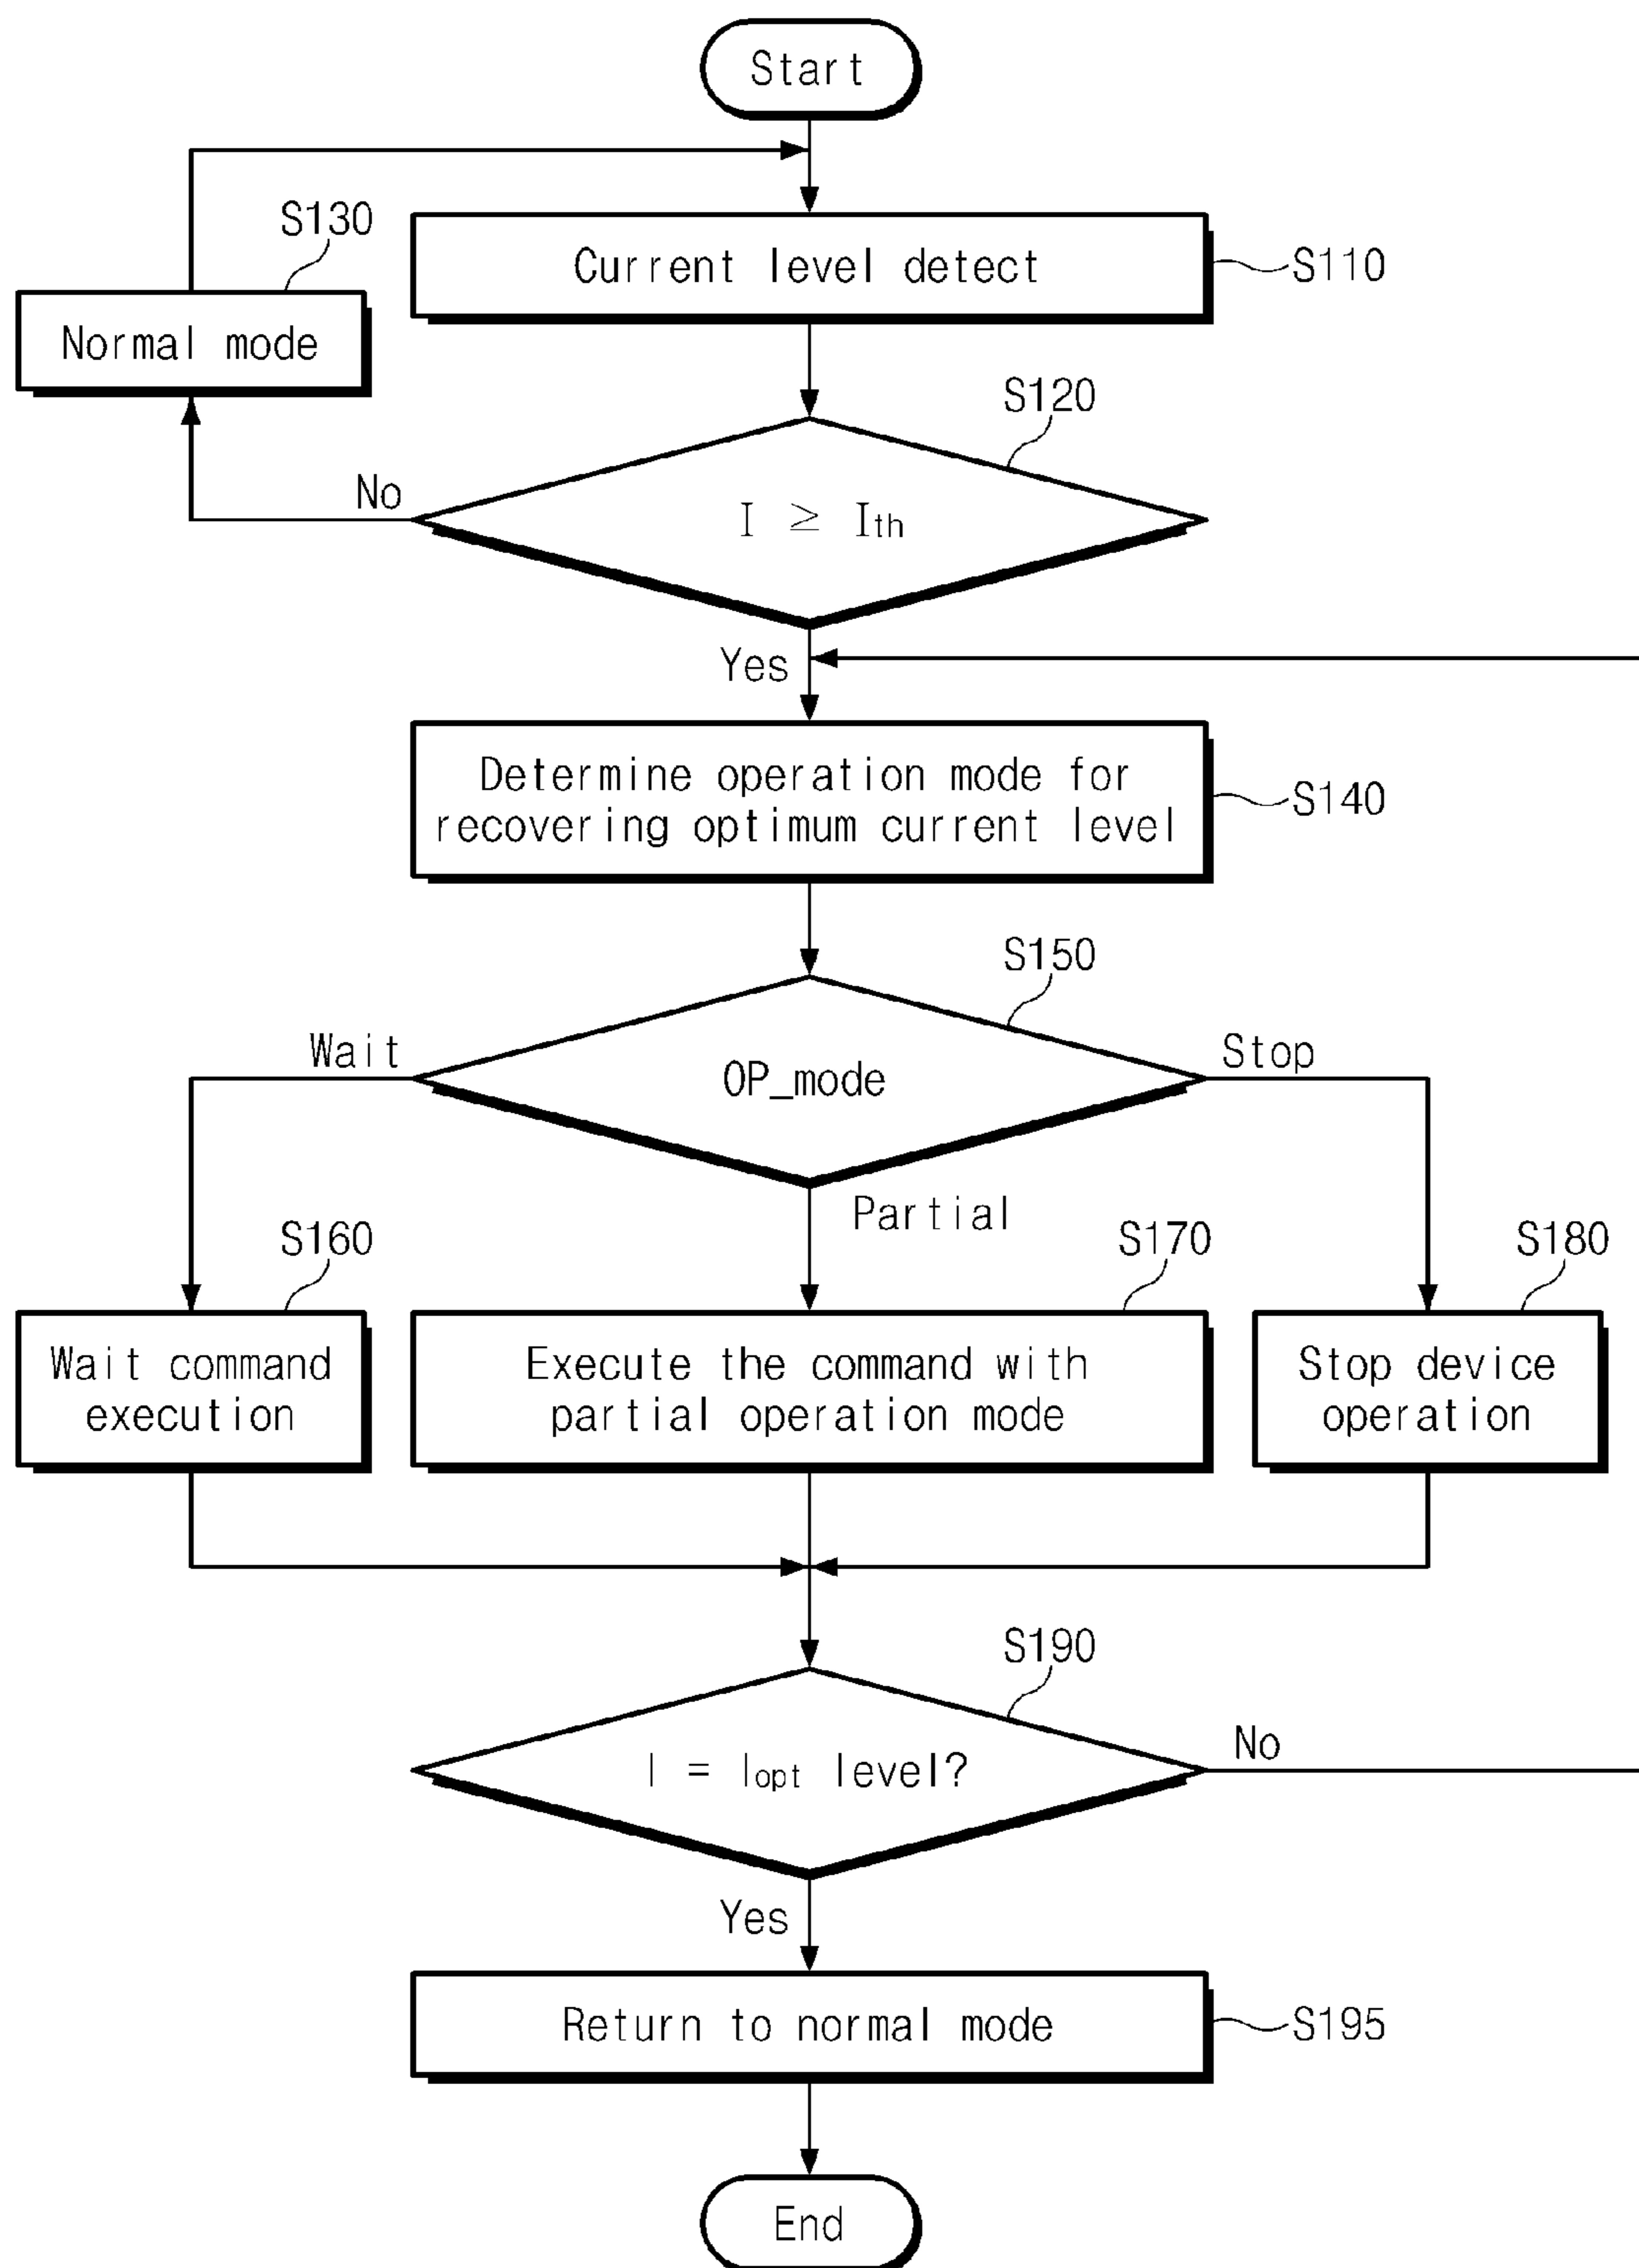 Start
S130
Current level detect
S110
Normal mode
S120
No
I ≥ Ith
Yes
Determine operation mode for
recovering optimum current level
S140
S150
Wait
OP_mode
Stop
Partial
S160
S170
S180
Wait command
execution
Execute the command with
partial operation mode
Stop device
operation
S190
I = Iopt level?
No
Yes
Return to normal mode
S195
End